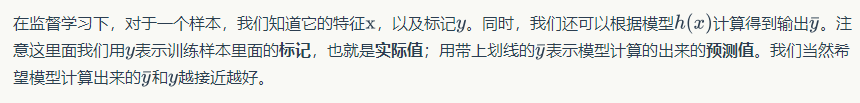 在监督学习下，对于一个样本，我们知道它的特征x，以及标记y。同时，我们还可以根据模型h(x)计算得到输出ȳ。注
意这里面我们用y表示训练样本里面的标记，也就是实际值；用带上划线的ȳ表示模型计算的出来的预测值。我们当然希
望模型计算出来的ȳ和y越接近越好。